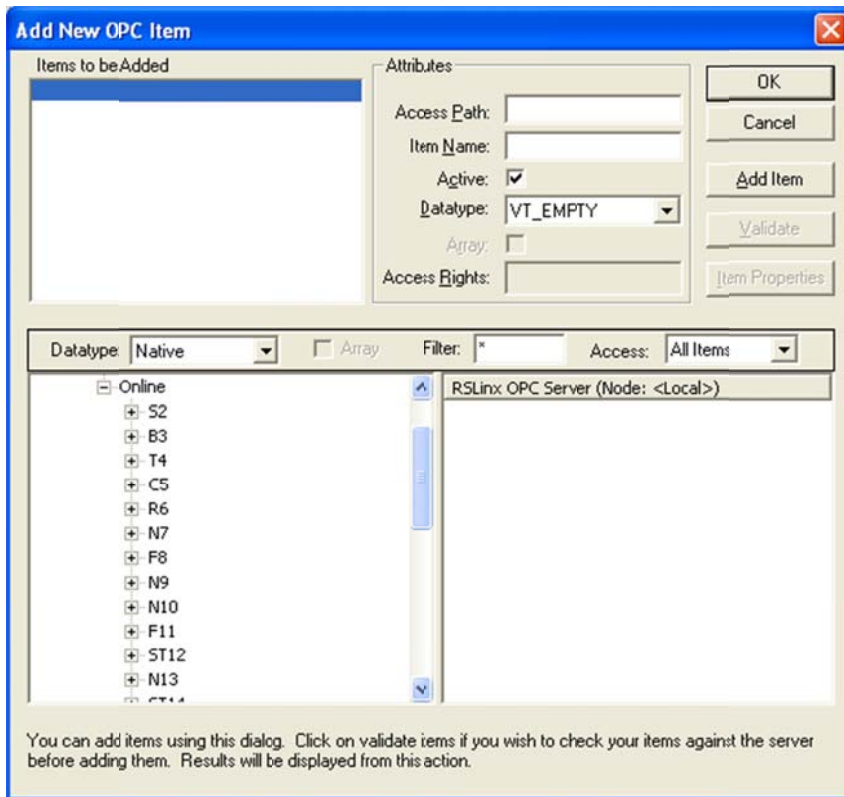 Add New OPC Item
Items to be Added
Attributes
Access Path:
Item Name:
Active:
Datatype: VT_EMPTY
Array:
Access Rights:
OK
Cancel
Add Item
Validate
Item Properties
Datatype: Native Array Filter: * Access: All Items
Online
S2
B3
T4
C5
R6
N7
F8
N9
N10
F11
ST12
N13
RSLinx OPC Server (Node: <Local>)
You can add items using this dialog. Click on validate items if you wish to check your items against the server
before adding them. Results will be displayed from this action.